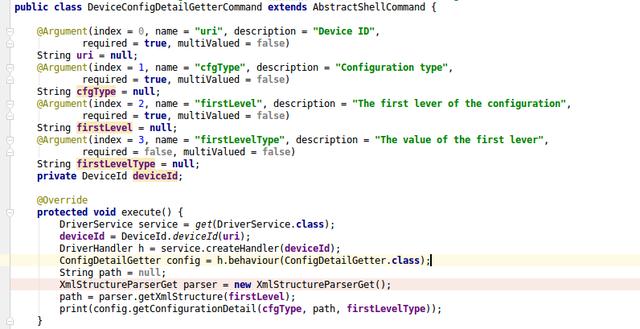 public class DeviceConfigDetailGetterCommand extends AbstractShellCommand {
@Argument(index = 0, name = "uri", description = "Device ID",
required = true, multiValued = false)
String uri = null;
@Argument(index = 1, name = "cfgType", description = "Configuration type",
required = true, multiValued = false)
String cfgType = null;
@Argument(index = 2, name = "firstLevel", description = "The first lever of the configuration",
required = true, multiValued = false)
String firstLevel = null;
@Argument(index = 3, name = "firstLevelType", description = "The value of the first lever",
required = false, multiValued = false)
String firstLevelType = null;
private DeviceId deviceId;
@Override
protected void execute() {
DriverService service = get(DriverService.class);
deviceId = DeviceId.deviceId(uri);
DriverHandler h = service.createHandler(deviceId);
ConfigDetailGetter config = h.behaviour(ConfigDetailGetter.class);
String path = null;
XmlStructureParserGet parser = new XmlStructureParserGet();
path = parser.getXmlStructure(firstLevel);
print(config.getConfigurationDetail(cfgType, path, firstLevelType));
}